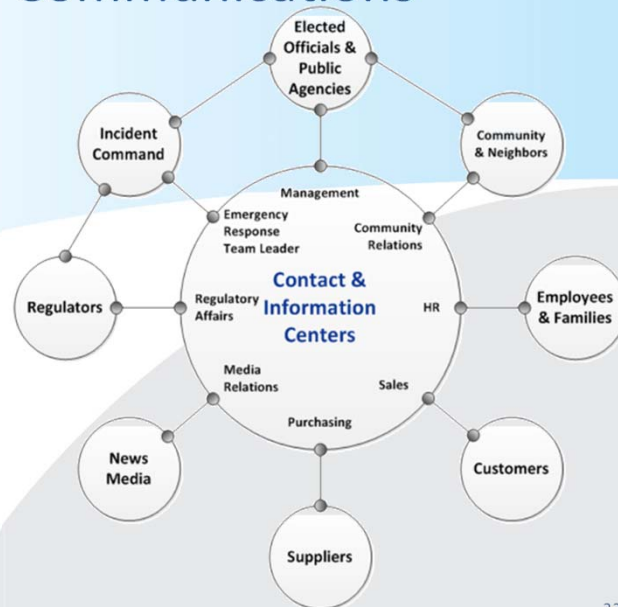 Communications
Elected
Officials &
Public
Agencies
Incident
Command
Community
& Neighbors
Management
Emergency
Response
Team Leader
Community
Relations
Contact &
Information
Centers
Regulators
Regulatory
Affairs
HR
Employees
& Families
Media
Relations
Sales
Purchasing
News
Media
Customers
Suppliers